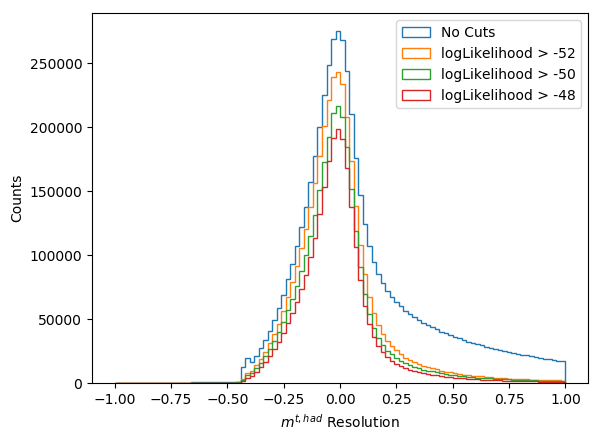 No Cuts
logLikelihood > -52
logLikelihood > -50
logLikelihood > -48
250000
200000
150000
100000
50000
0
Counts
−1.00 −0.75 −0.50 −0.25 0.00 0.25 0.50 0.75 1.00
m^{t, had} Resolution